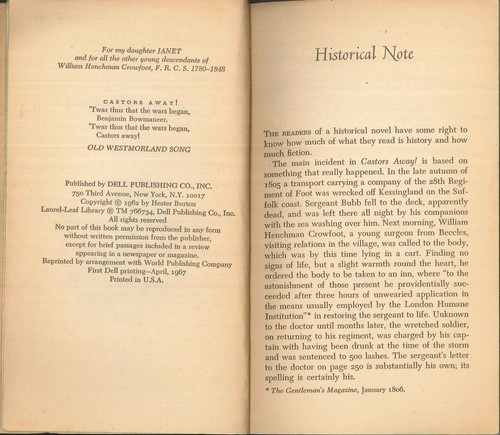 For my daughter JANET
and for all the other young descendants of
William Henchman Crowfoot, F. R. C. S. 1780–1848
CASTORS AWAY!
'Twas thus that the wars began,
Benjamin Bowmaneer.
'Twas thus that the wars began,
Castors away!
OLD WESTMORLAND SONG
Published by DELL PUBLISHING CO., INC.
750 Third Avenue, New York, N.Y. 10017
Copyright © 1962 by Hester Burton
Laurel-Leaf Library ® TM 766734, Dell Publishing Co., Inc.
All rights reserved
No part of this book may be reproduced in any form
without written permission from the publisher,
except for brief passages included in a review
appearing in a newspaper or magazine.
Reprinted by arrangement with World Publishing Company
First Dell printing—April, 1967
Printed in U.S.A.
Historical Note
THE READERS of a historical novel have some right to
know how much of what they read is history and how
much fiction.
The main incident in Castors Away! is based on
something that really happened. In the late autumn of
1805 a transport carrying a company of the 28th Regi-
ment of Foot was wrecked off Kessingland on the Suf-
folk coast. Sergeant Bubb fell to the deck, apparently
dead, and was left there all night by his companions
with the sea washing over him. Next morning, William
Henchman Crowfoot, a young surgeon from Beccles,
visiting relations in the village, was called to the body,
which was by this time lying in a cart. Finding no
signs of life, but a slight warmth round the heart, he
ordered the body to be taken to an inn, where "to the
astonishment of those present he providentially suc-
ceeded after three hours of unwearied application in
the means usually employed by the London Humane
Institution"* in restoring the sergeant to life. Unknown
to the doctor until months later, the wretched soldier,
on returning to his regiment, was charged by his cap-
tain with having been drunk at the time of the storm
and was sentenced to 500 lashes. The sergeant's letter
to the doctor on page 250 is substantially his own; its
spelling is certainly his.
* The Gentleman's Magazine, January 1806.